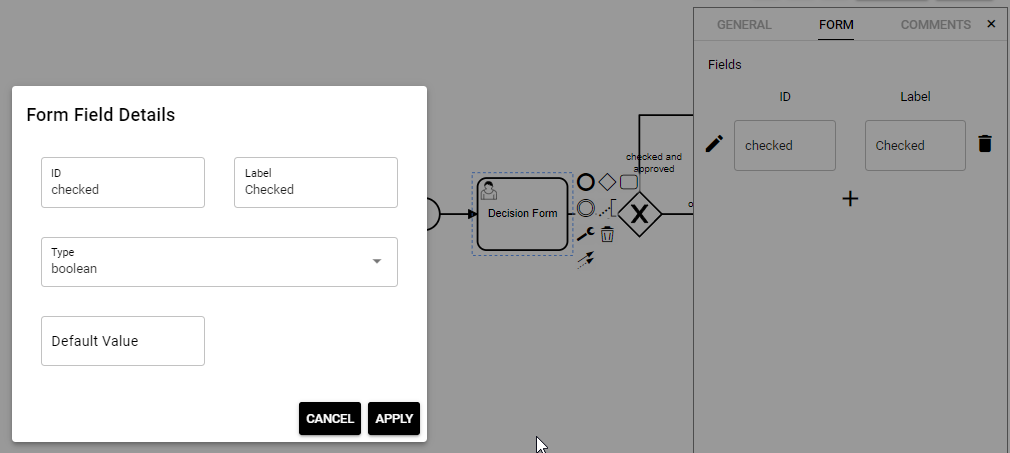 GENERAL FORM COMMENTS ×
Fields
ID Label
checked Checked
Form Field Details
ID
checked
Label
Checked
Type
boolean
Default Value
CANCEL APPLY
Decision Form
checked and
approved
o